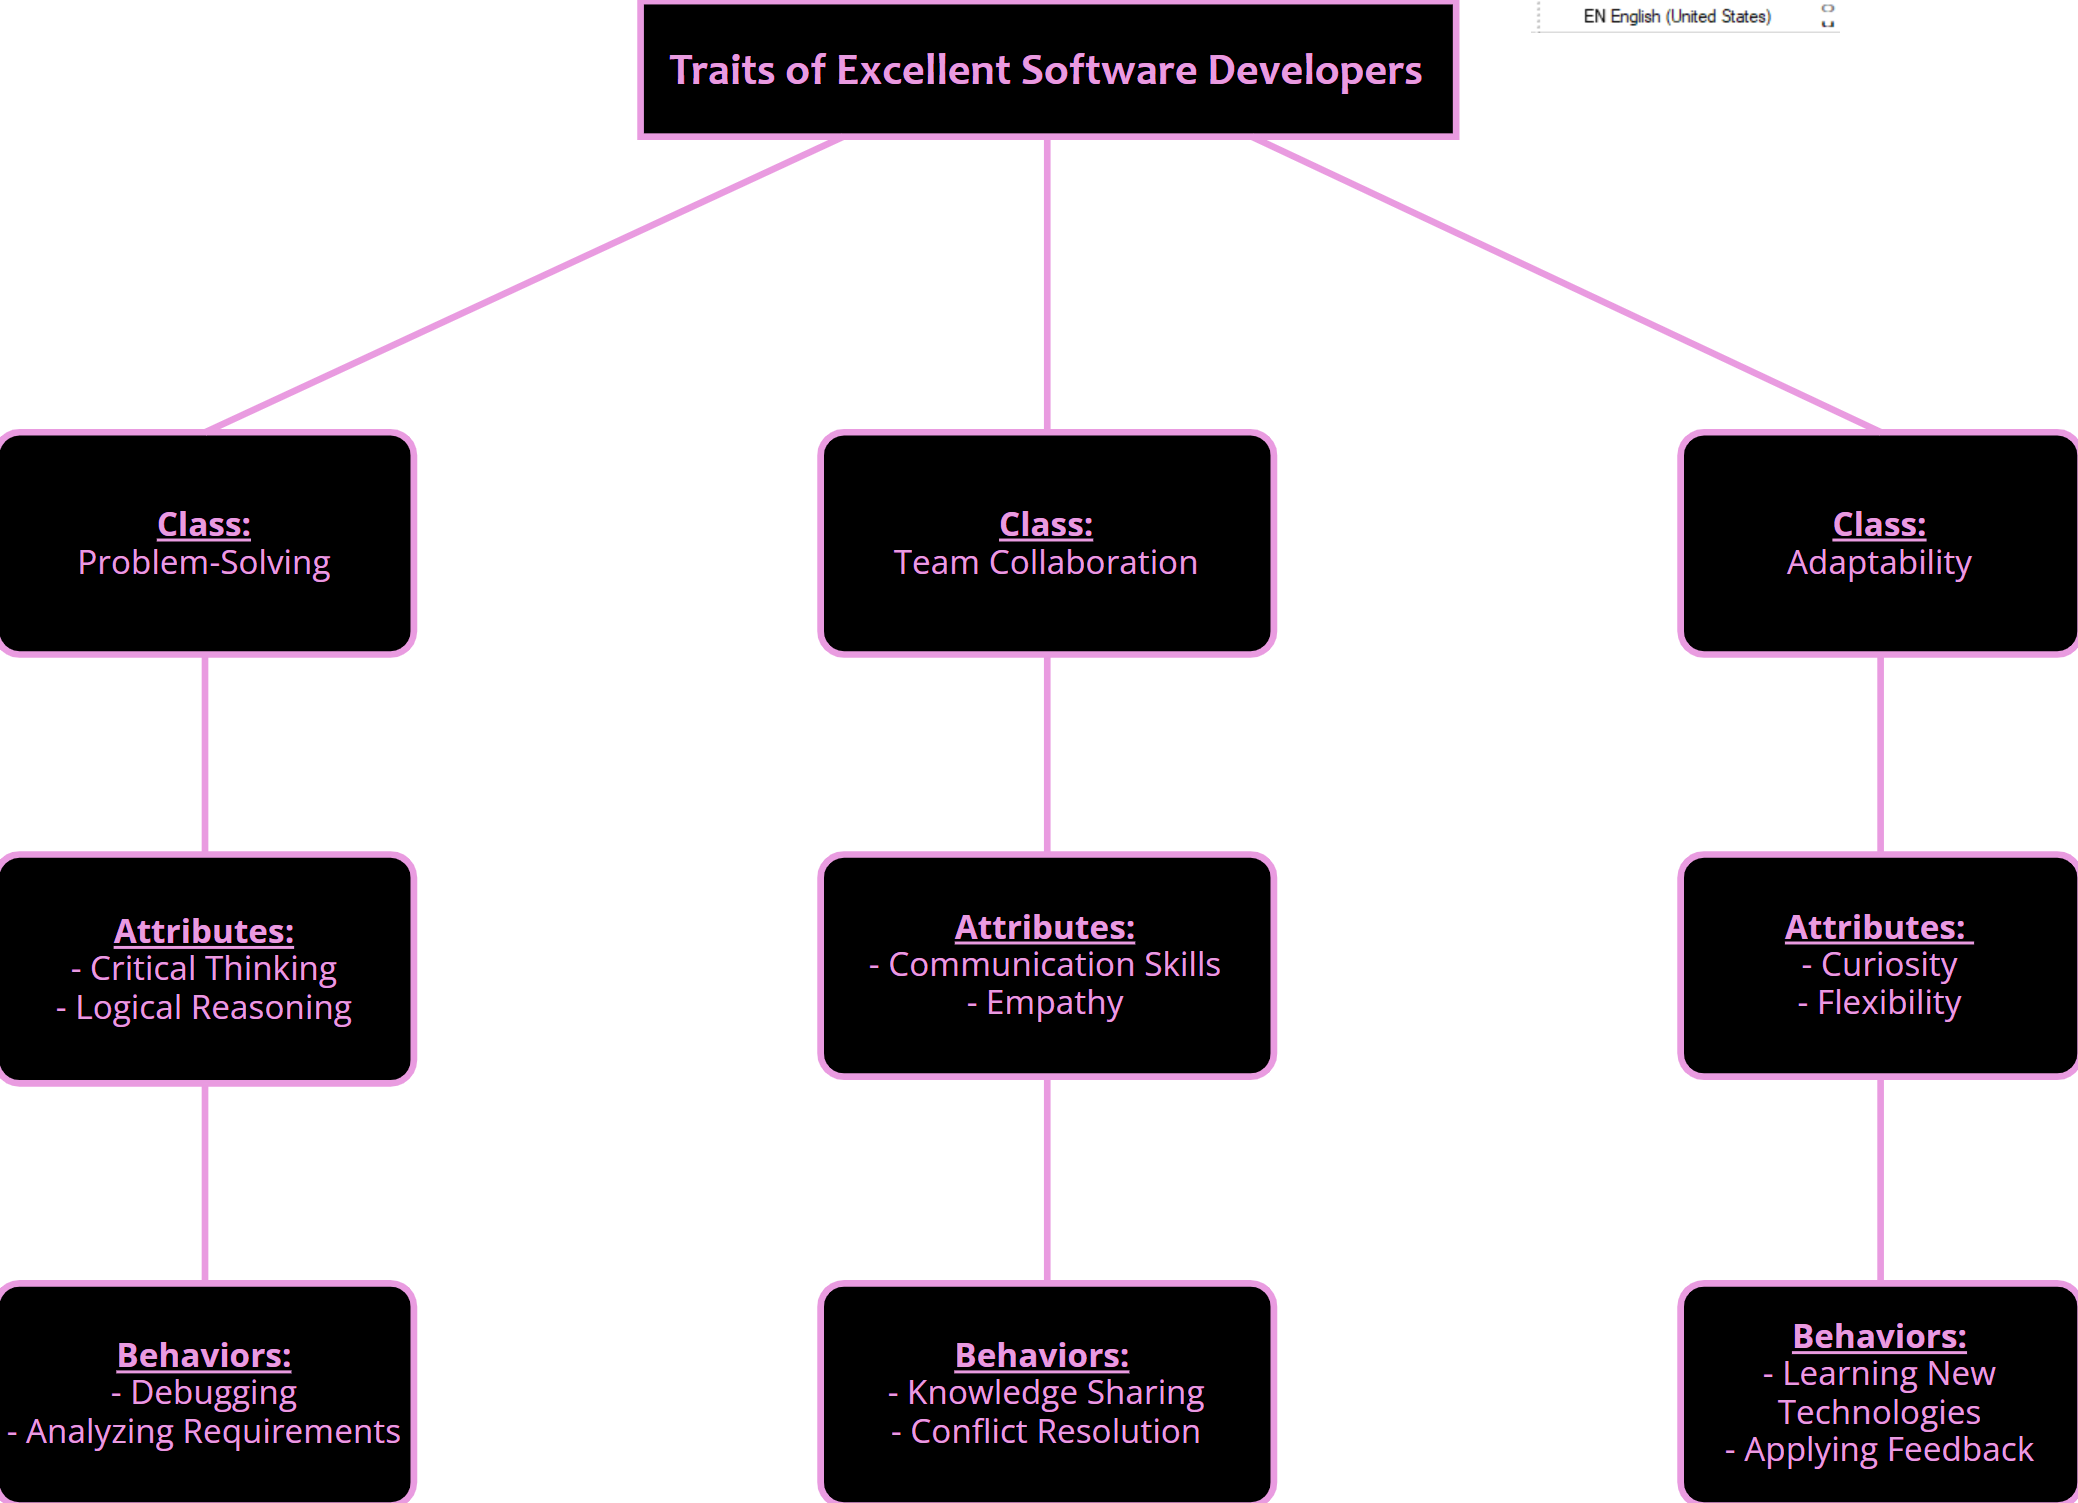 Traits of Excellent Software Developers
EN English (United States)
Class:
Problem-Solving
Class:
Team Collaboration
Class:
Adaptability
Attributes:
- Critical Thinking
- Logical Reasoning
Attributes:
- Communication Skills
- Empathy
Attributes:
- Curiosity
- Flexibility
Behaviors:
- Debugging
- Analyzing Requirements
Behaviors:
- Knowledge Sharing
- Conflict Resolution
Behaviors:
- Learning New
Technologies
- Applying Feedback